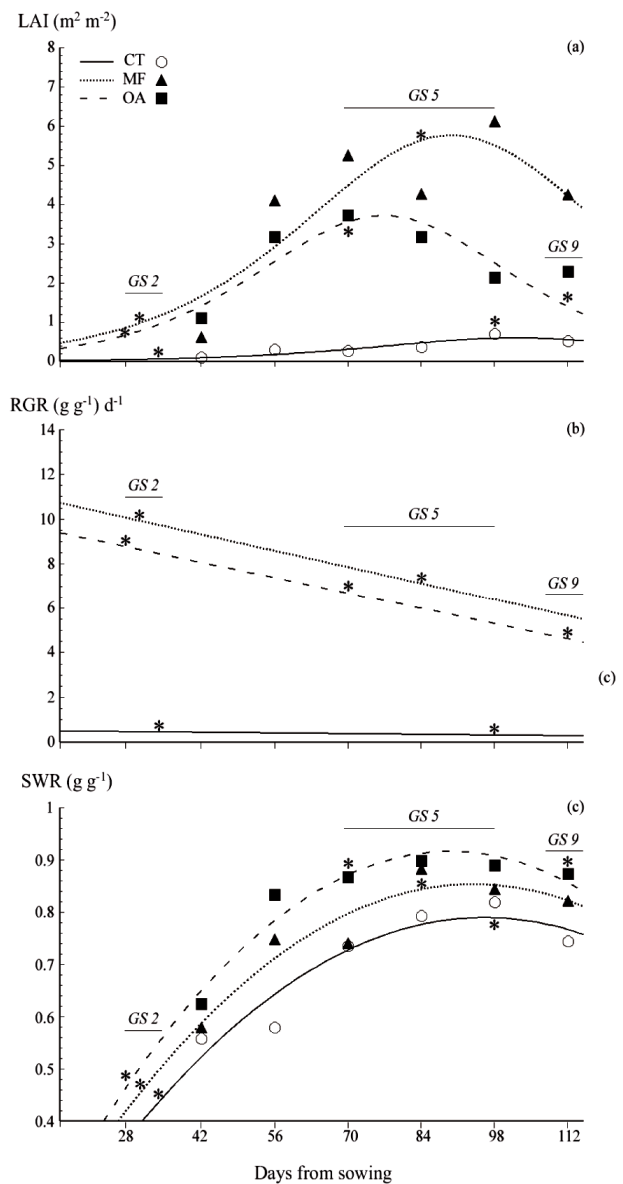 LAI (m² m⁻²)
8
(a)
CT
7
MF
GS 5
OA
6
*
5
4
*
3
GS 9
2
GS 2
*
1
*
*
*
*
0
RGR (g g⁻¹) d⁻¹
14
(b)
12
GS 2
10
*
GS 5
*
8
*
GS 9
*
6
*
4
(c)
2
*
*
0
SWR (g g⁻¹)
1
(c)
GS 5
GS 9
0.9
*
*
*
0.8
*
0.7
0.6
GS 2
0.5
*
*
*
0.4
28 42 56 70 84 98 112
Days from sowing